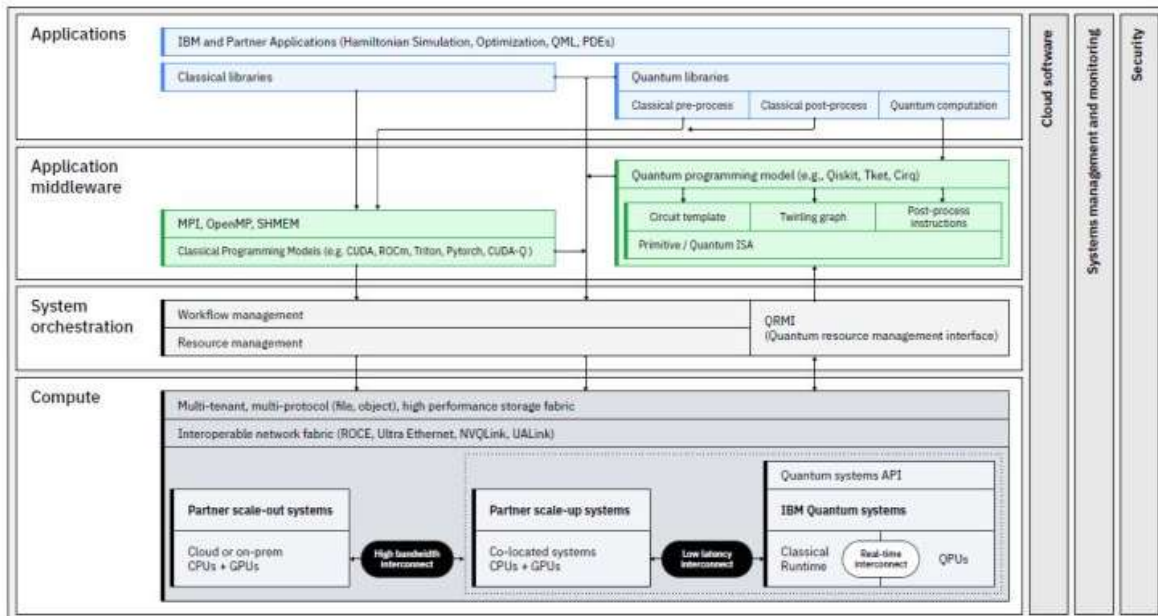 Applications
IBM and Partner Applications (Hamiltonian Simulation, Optimization, QML, PDEs)
Classical libraries
Quantum libraries
Classical pre-process
Classical post-process
Quantum computation
Application
middleware
Quantum programming model (e.g., Qiskit, Tket, Cirq)
Circuit template
Twirling graph
Post-process
instructions
Primitive / Quantum ISA
MPI, OpenMP, SHMEM
Classical Programming Models (e.g. CUDA, ROCm, Triton, Pytorch, CUDA-Q )
System
orchestration
Workflow management
Resource management
QRMI
(Quantum resource management interface)
Compute
Multi-tenant, multi-protocol (file, object), high performance storage fabric
Interoperable network fabric (ROCE, Ultra Ethernet, NVQLink, UALink)
Partner scale-out systems
Cloud or on-prem
CPUs + GPUs
High bandwidth
interconnect
Partner scale-up systems
Co-located systems
CPUs + GPUs
Low latency
interconnect
Quantum systems API
IBM Quantum systems
Classical
Runtime
Real-time
interconnect
QPUs
Cloud software
Systems management and monitoring
Security